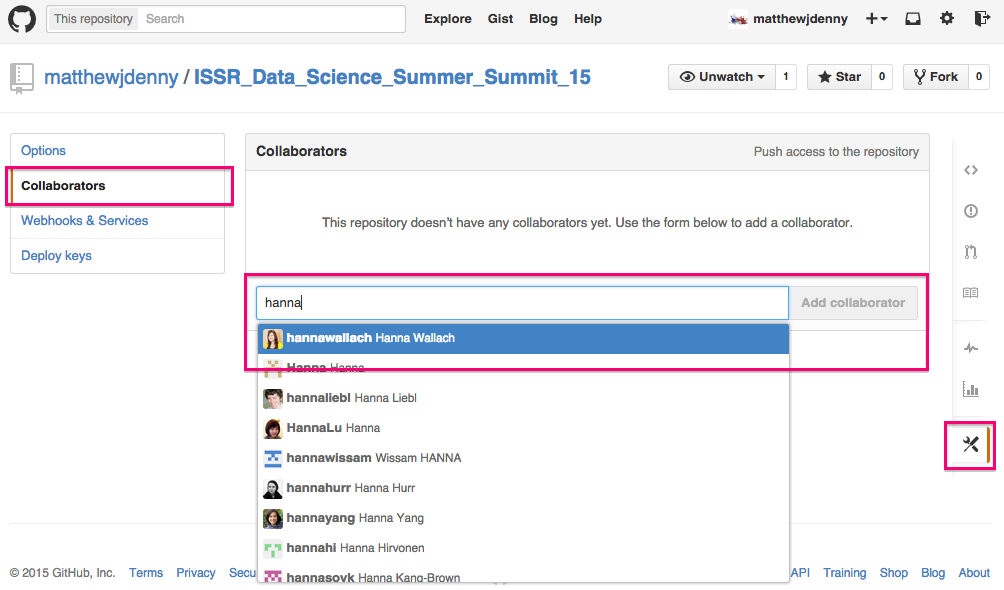 This repository Search Explore Gist Blog Help matthewjdenny
matthewjdenny / ISSR_Data_Science_Summer_Summit_15 Unwatch 1 Star 0 Fork 0
Options
Collaborators
Webhooks & Services
Deploy keys
Collaborators Push access to the repository
This repository doesn't have any collaborators yet. Use the form below to add a collaborator.
hanna Add collaborator
hannawallach Hanna Wallach
Hanna Hanna
hannaliebl Hanna Liebl
HannaLu Hanna
hannawissam Wissam HANNA
hannahurr Hanna Hurr
hannayang Hanna Yang
hannahi Hanna Hirvonen
hannasoyk Hanna Kang-Brown
© 2015 GitHub, Inc. Terms Privacy Secu API Training Shop Blog About